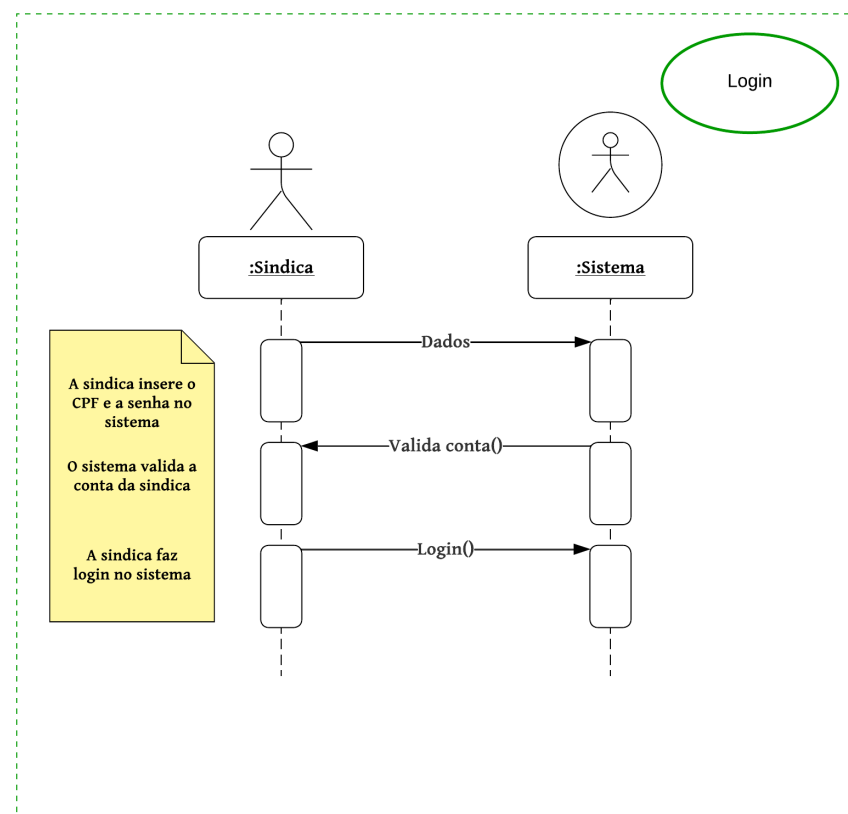 Login
:Sindica
:Sistema
Dados
A sindica insere o
CPF e a senha no
sistema
Valida conta()
O sistema valida a
conta da sindica
Login()
A sindica faz
login no sistema